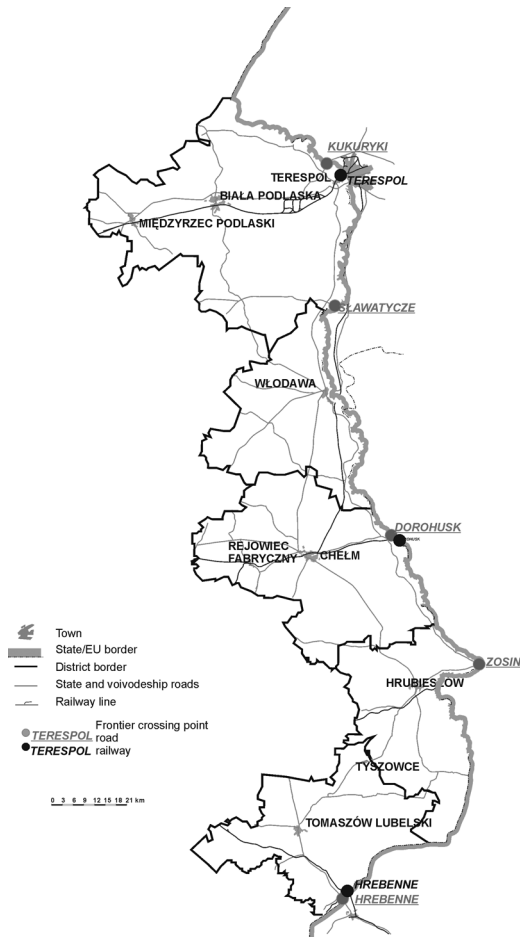 KUKURYKI
TERESPOL
TERESPOL
BIAŁA PODLASKA
MIĘDZYRZEC PODLASKI
SŁAWATYCZE
WŁODAWA
DOROHUSK
REJOWIEC
FABRYCZNY
CHEŁM
ZOSIN
HRUBIESŁÓW
TYSZOWCE
TOMASZÓW LUBELSKI
HREBENNE
HREBENNE
Town
State/EU border
District border
State and voivodeship roads
Railway line
Frontier crossing point
TERESPOL road
TERESPOL railway
0 3 6 9 12 15 18 21 km